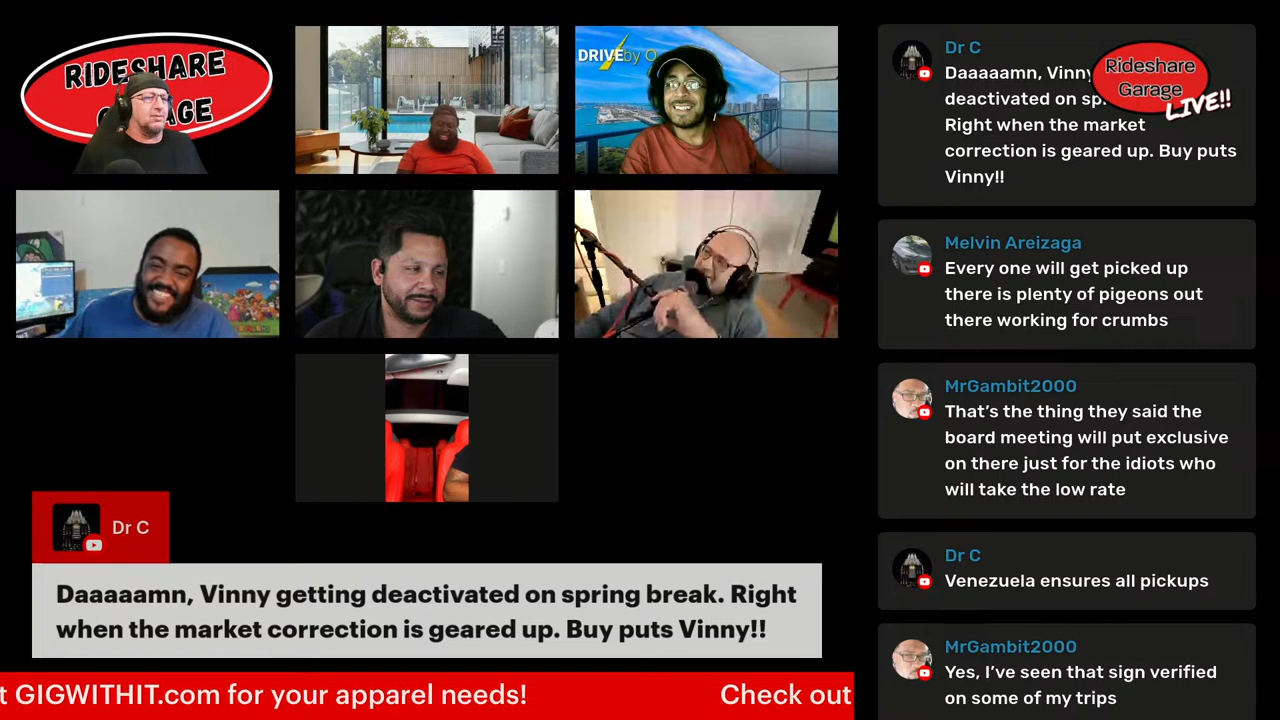 RIDESHARE
GARAGE
DRIVE by O
Dr C
Daaaaamn, Vinny getting deactivated on spring break. Right
when the market correction is geared up. Buy puts Vinny!!
t GIGWITHIT.com for your apparel needs!
Check out
Dr C
Daaaaamn, Vinny
deactivated on sp
Right when the market
correction is geared up. Buy puts
Vinny!!
Rideshare
Garage
LIVE!!
Melvin Areizaga
Every one will get picked up
there is plenty of pigeons out
there working for crumbs
MrGambit2000
That's the thing they said the
board meeting will put exclusive
on there just for the idiots who
will take the low rate
Dr C
Venezuela ensures all pickups
MrGambit2000
Yes, I've seen that sign verified
on some of my trips